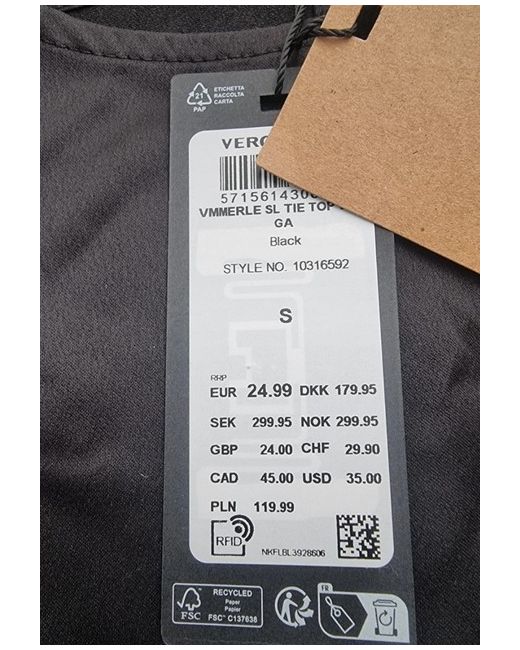 21
PAP
ETICHETTA
RACCOLTA
CARTA
VMMERLE SL TIE TOP
GA
Black
STYLE NO. 10316592
S
RRP
EUR 24.99 DKK 179.95
SEK 299.95 NOK 299.95
GBP 24.00 CHF 29.90
CAD 45.00 USD 35.00
PLN 119.99
RFID
NKFLBL3928606
FSC
RECYCLED
Paper
Papier
FSC™ C137638
FR